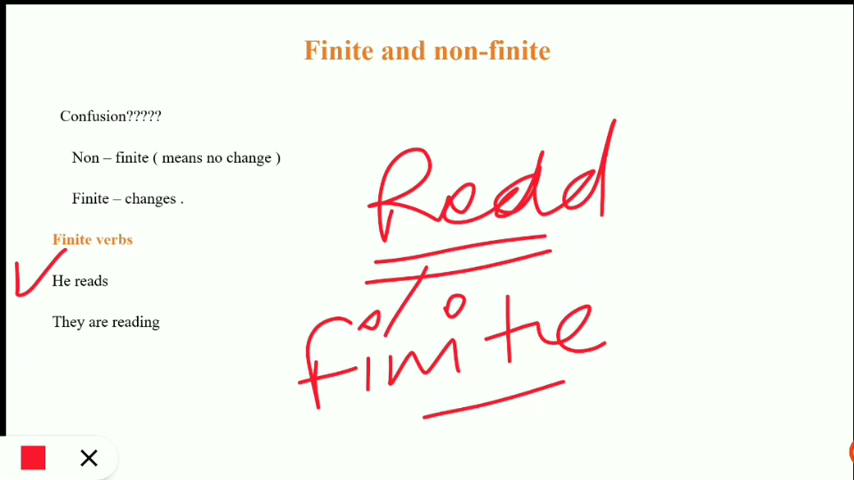 Finite and non-finite
Confusion?????
Non – finite ( means no change )
Finite – changes .
Finite verbs
He reads
They are reading
Read
finite